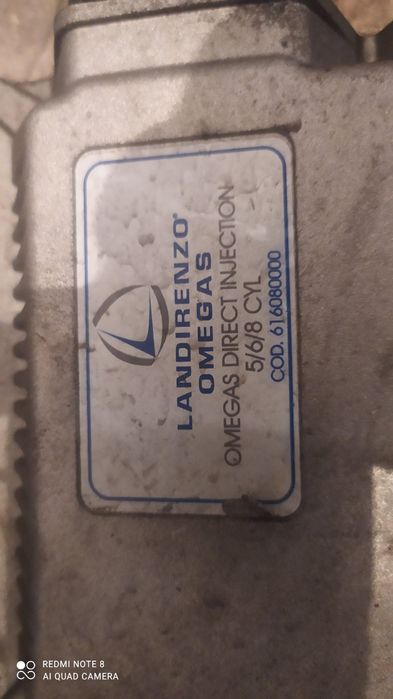 LANDIRENZO®
OMEGAS
OMEGAS DIRECT INJECTION
5/6/8 CYL
COD. 616080000
REDMI NOTE 8
AI QUAD CAMERA